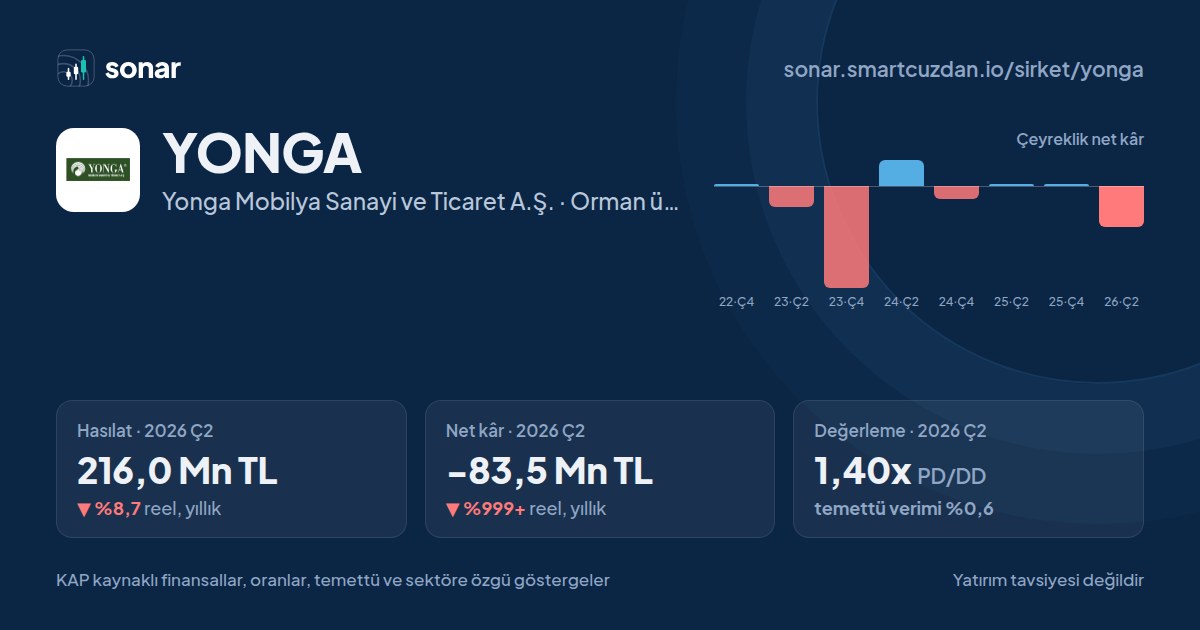 sonar
sonar.smartcuzdan.io/sirket/yonga
YONGA
YONGA
Yonga Mobilya Sanayi ve Ticaret A.Ş. · Orman ü...
Çeyreklik net kâr
22·Ç4 23·Ç2 23·Ç4 24·Ç2 24·Ç4 25·Ç2 25·Ç4 26·Ç2
Hasılat · 2026 Ç2
216,0 Mn TL
▼ %8,7 reel, yıllık
Net kâr · 2026 Ç2
−83,5 Mn TL
▼ %999+ reel, yıllık
Değerleme · 2026 Ç2
1,40x PD/DD
temettü verimi %0,6
KAP kaynaklı finansallar, oranlar, temettü ve sektöre özgü göstergeler
Yatırım tavsiyesi değildir